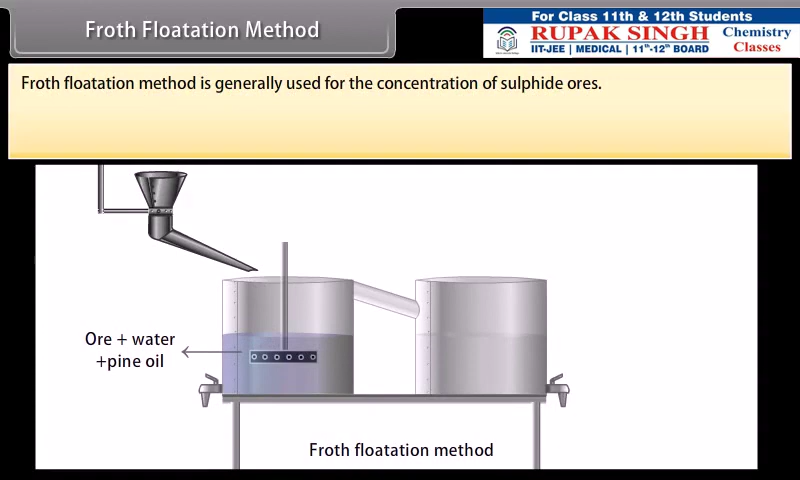 Froth Floatation Method
For Class 11th & 12th Students
RUPAK SINGH
Chemistry
Classes
IIT-JEE | MEDICAL | 11th-12th BOARD
Froth floatation method is generally used for the concentration of sulphide ores.
Ore + water
+pine oil
Froth floatation method